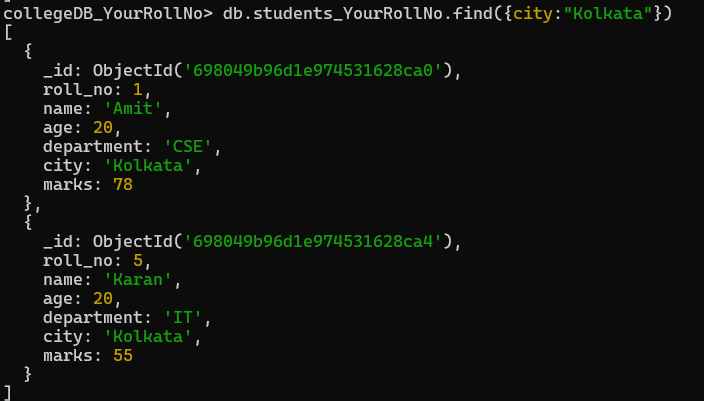 collegeDB_YourRollNo> db.students_YourRollNo.find({city:"Kolkata"})
[
  {
    _id: ObjectId('698049b96d1e974531628ca0'),
    roll_no: 1,
    name: 'Amit',
    age: 20,
    department: 'CSE',
    city: 'Kolkata',
    marks: 78
  },
  {
    _id: ObjectId('698049b96d1e974531628ca4'),
    roll_no: 5,
    name: 'Karan',
    age: 20,
    department: 'IT',
    city: 'Kolkata',
    marks: 55
  }
]